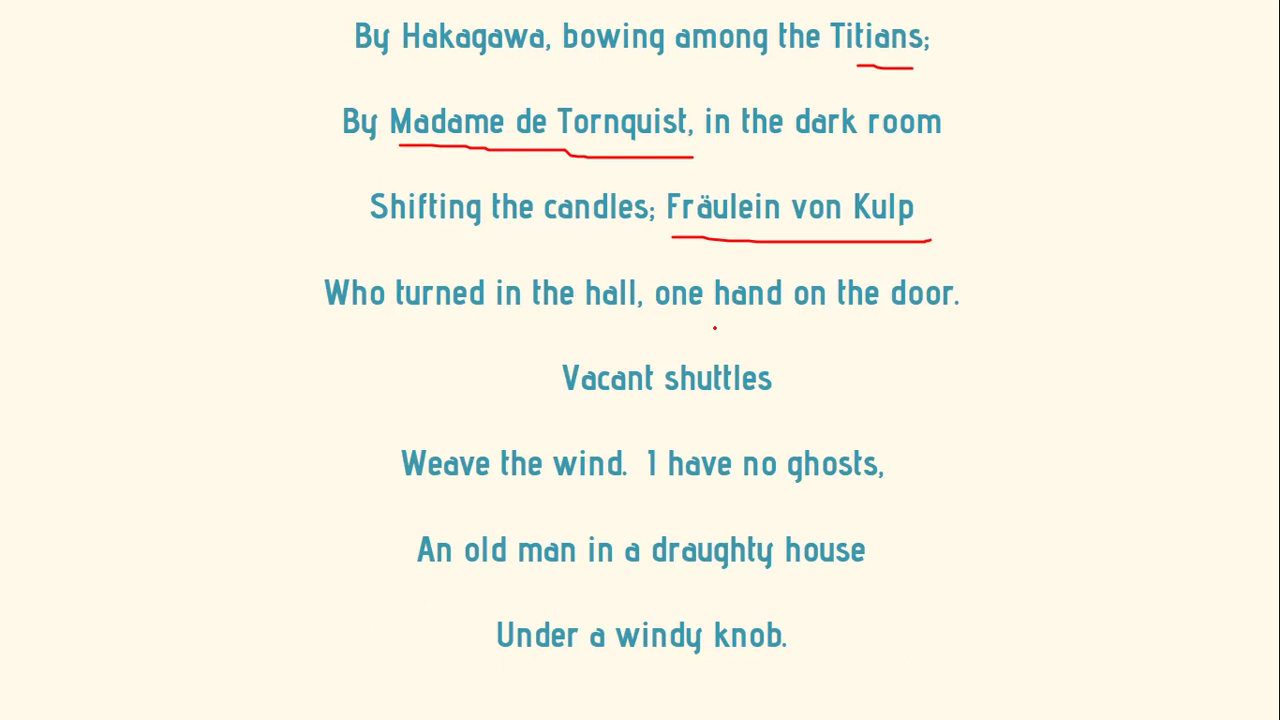 By Hakagawa, bowing among the Titians;
By Madame de Tornquist, in the dark room
Shifting the candles; Fräulein von Kulp
Who turned in the hall, one hand on the door.
Vacant shuttles
Weave the wind. I have no ghosts,
An old man in a draughty house
Under a windy knob.